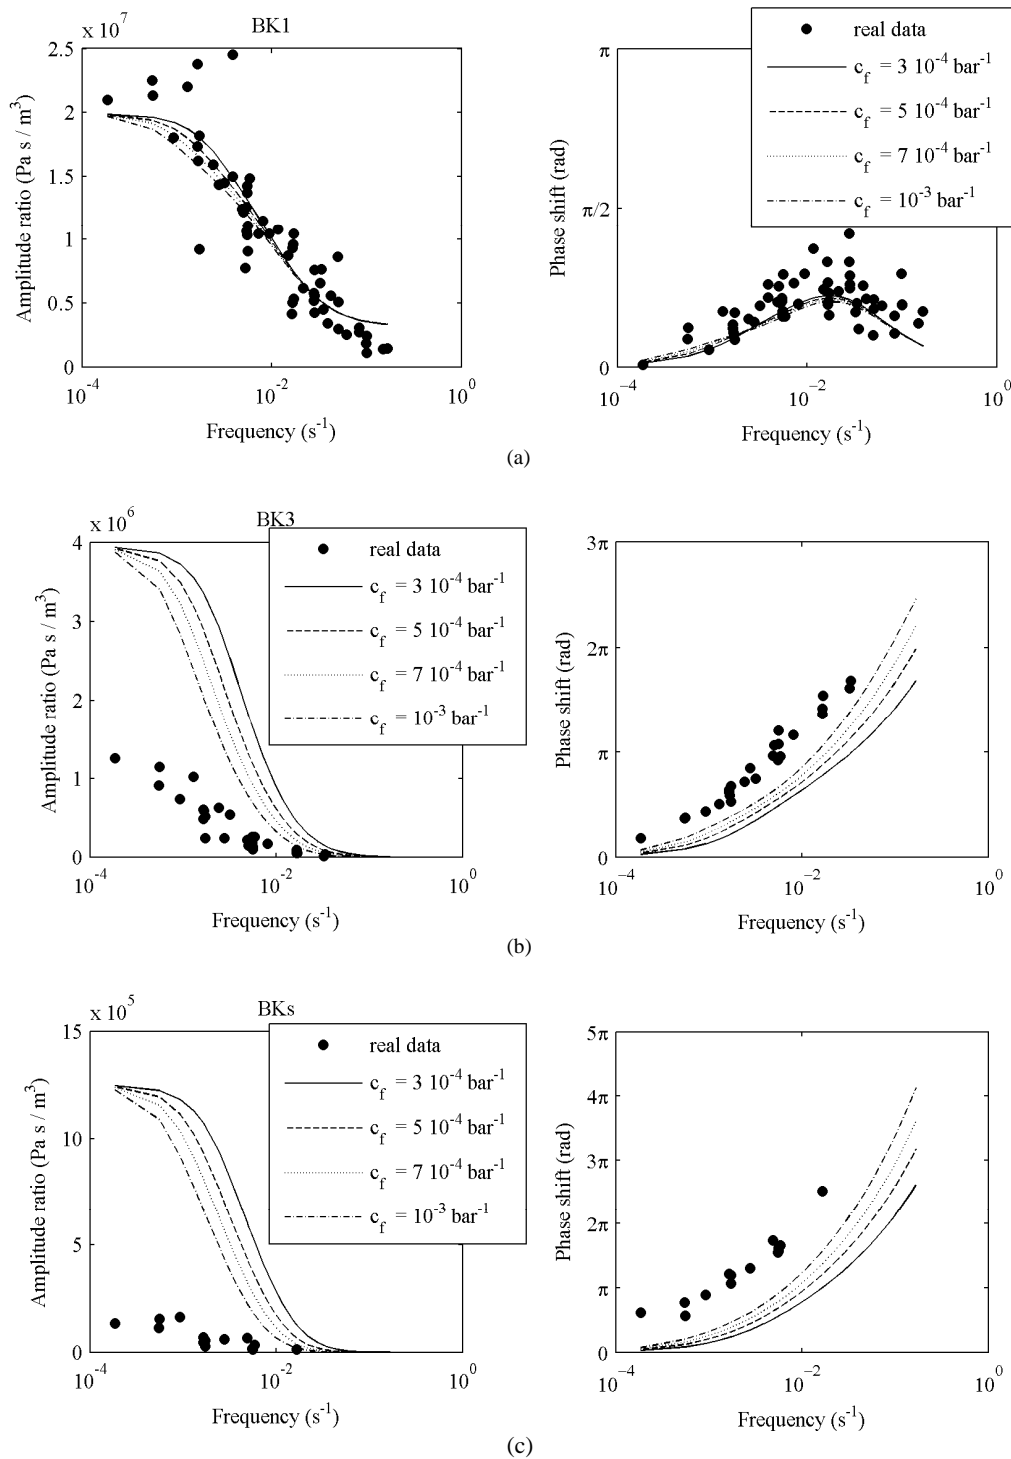 BK1
x 10^7
2.5
2
1.5
1
0.5
0
10^-4
10^-2
10^0
Amplitude ratio (Pa s / m^3)
Frequency (s^-1)
real data
c_f = 3 10^-4 bar^-1
c_f = 5 10^-4 bar^-1
c_f = 7 10^-4 bar^-1
c_f = 10^-3 bar^-1
π
π/2
0
10^-4
10^-2
10^0
Phase shift (rad)
Frequency (s^-1)
(a)
BK3
x 10^6
4
3
2
1
0
10^-4
10^-2
10^0
Amplitude ratio (Pa s / m^3)
Frequency (s^-1)
real data
c_f = 3 10^-4 bar^-1
c_f = 5 10^-4 bar^-1
c_f = 7 10^-4 bar^-1
c_f = 10^-3 bar^-1
3π
2π
π
0
10^-4
10^-2
10^0
Phase shift (rad)
Frequency (s^-1)
(b)
BKs
x 10^5
15
10
5
0
10^-4
10^-2
10^0
Amplitude ratio (Pa s / m^3)
Frequency (s^-1)
real data
c_f = 3 10^-4 bar^-1
c_f = 5 10^-4 bar^-1
c_f = 7 10^-4 bar^-1
c_f = 10^-3 bar^-1
5π
4π
3π
2π
π
0
10^-4
10^-2
10^0
Phase shift (rad)
Frequency (s^-1)
(c)